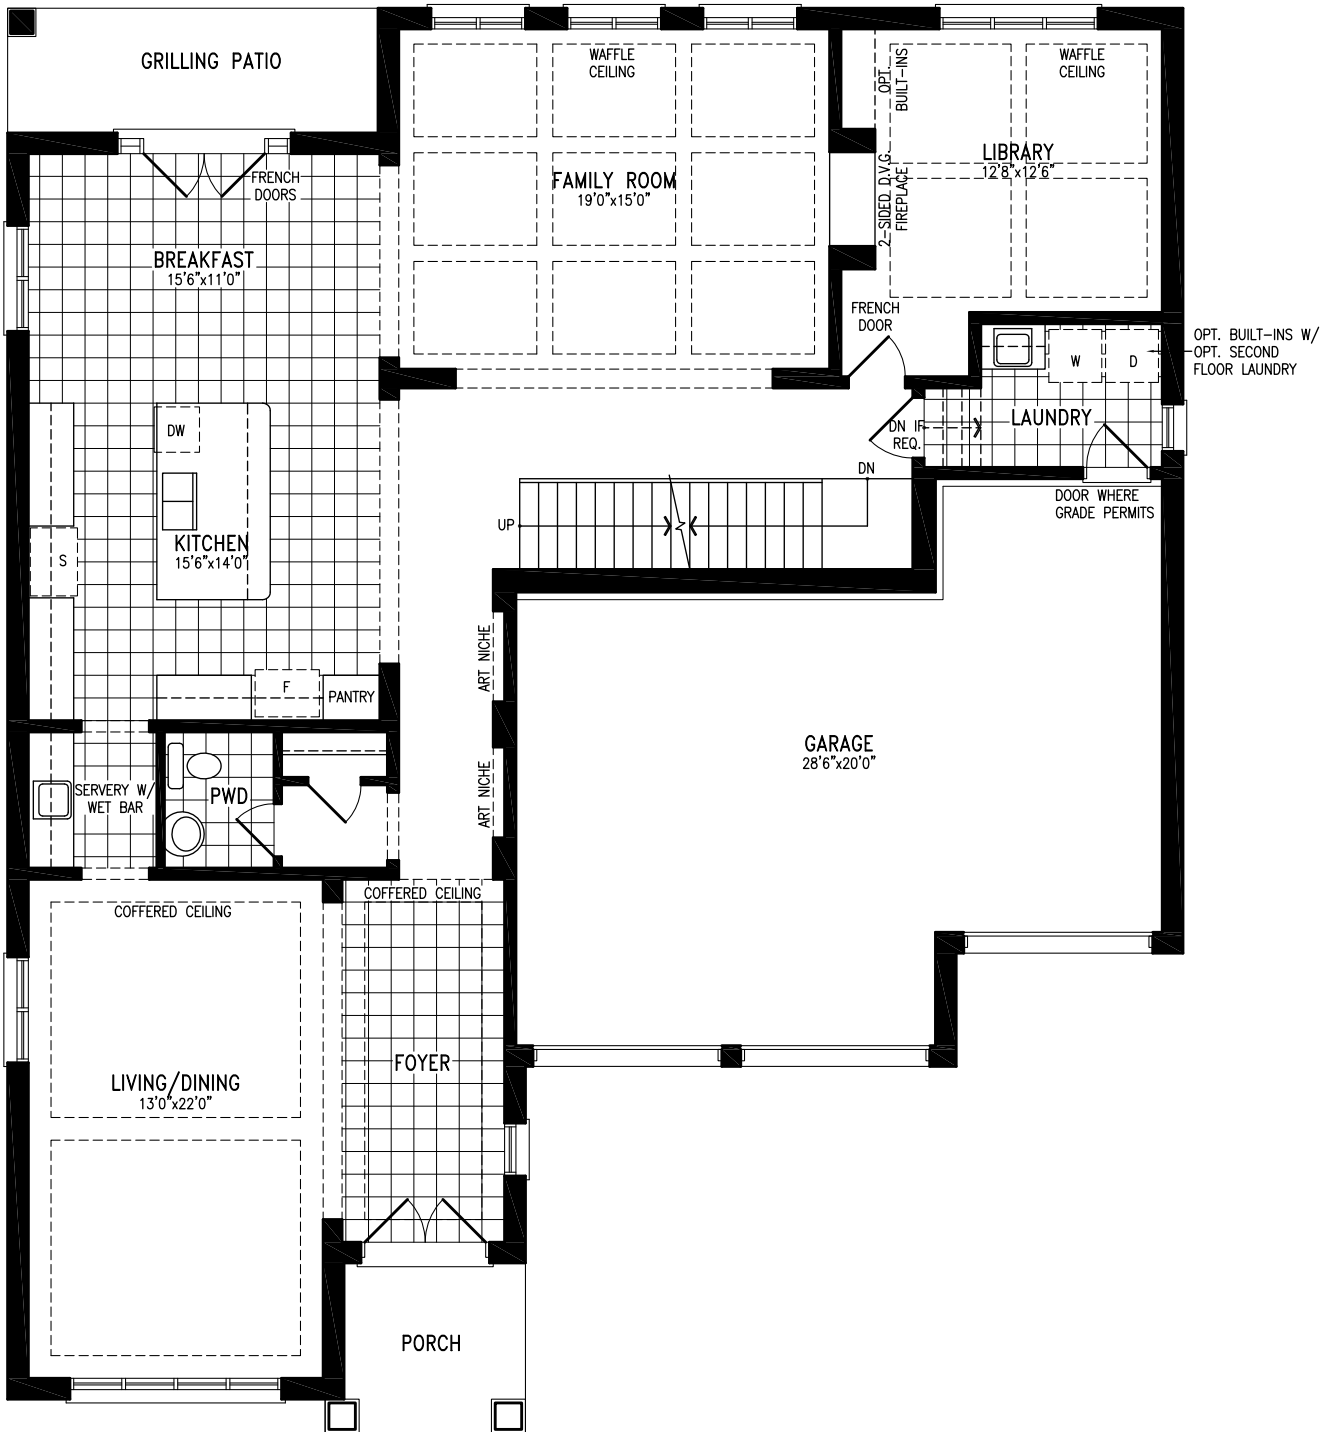 GRILLING PATIO
WAFFLE
CEILING
OPT.
BUILT-INS
WAFFLE
CEILING
FRENCH
DOORS
FAMILY ROOM
19'0"x15'0"
2-SIDED D.V.G.
FIREPLACE
LIBRARY
12'8"x12'6"
BREAKFAST
15'6"x11'0"
FRENCH
DOOR
OPT. BUILT-INS W/
OPT. SECOND
FLOOR LAUNDRY
W
D
DW
DN IF
REQ.
LAUNDRY
DN
DOOR WHERE
GRADE PERMITS
UP
KITCHEN
15'6"x14'0"
S
ART NICHE
F
PANTRY
GARAGE
28'6"x20'0"
SERVERY W/
WET BAR
PWD
ART NICHE
COFFERED CEILING
COFFERED CEILING
FOYER
LIVING/DINING
13'0"x22'0"
PORCH